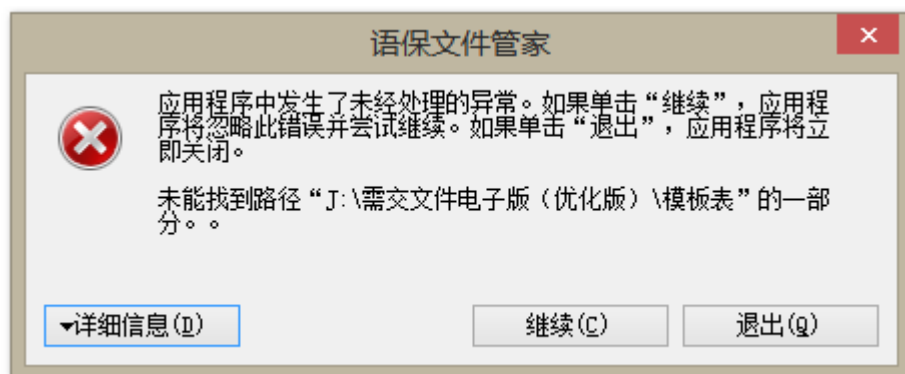 语保文件管家
应用程序中发生了未经处理的异常。如果单击“继续”，应用程
序将忽略此错误并尝试继续。如果单击“退出”，应用程序将立
即关闭。
未能找到路径“J:\需交文件电子版（优化版）\模板表”的一部
分。。
详细信息(D)
继续(C)
退出(Q)